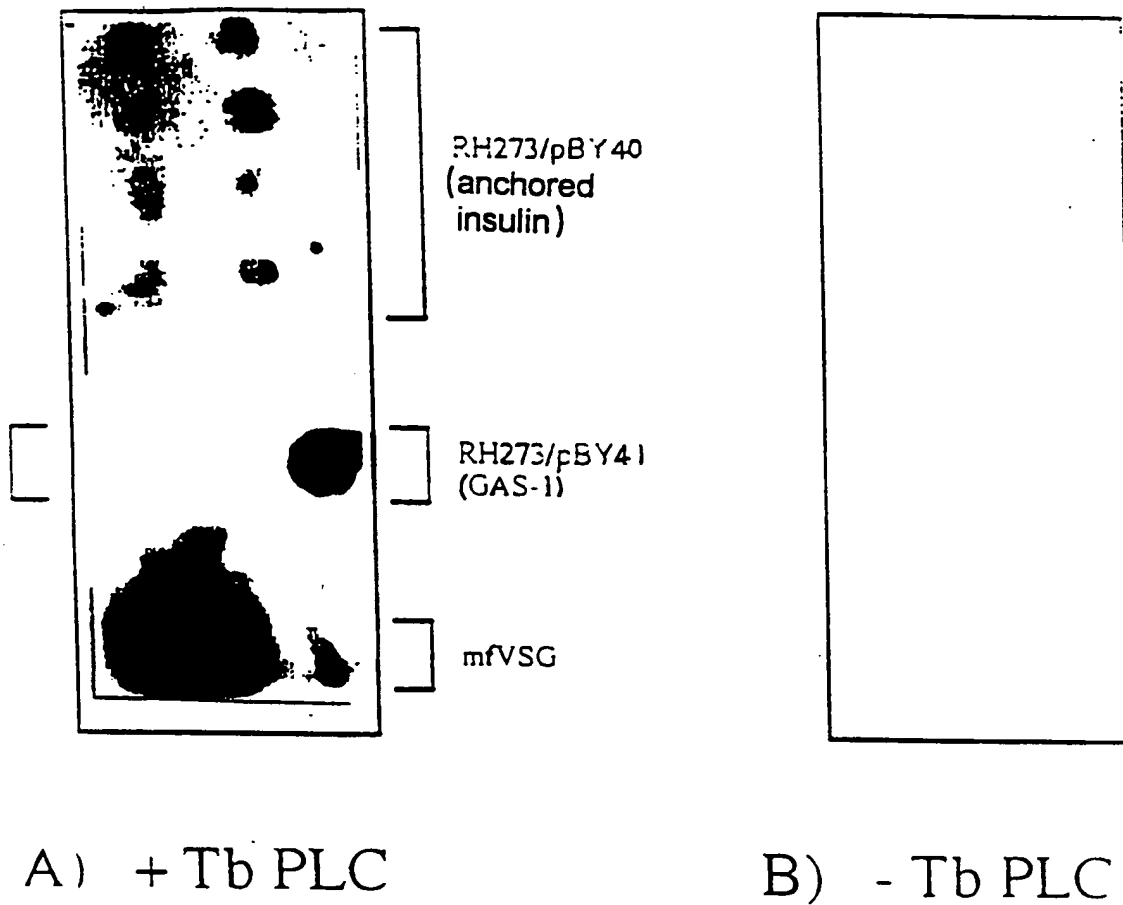 RH273/pBY40
(anchored
insulin)
RH273/pBY41
(GAS-1)
mfVSG
A) + Tb PLC
B) - Tb PLC